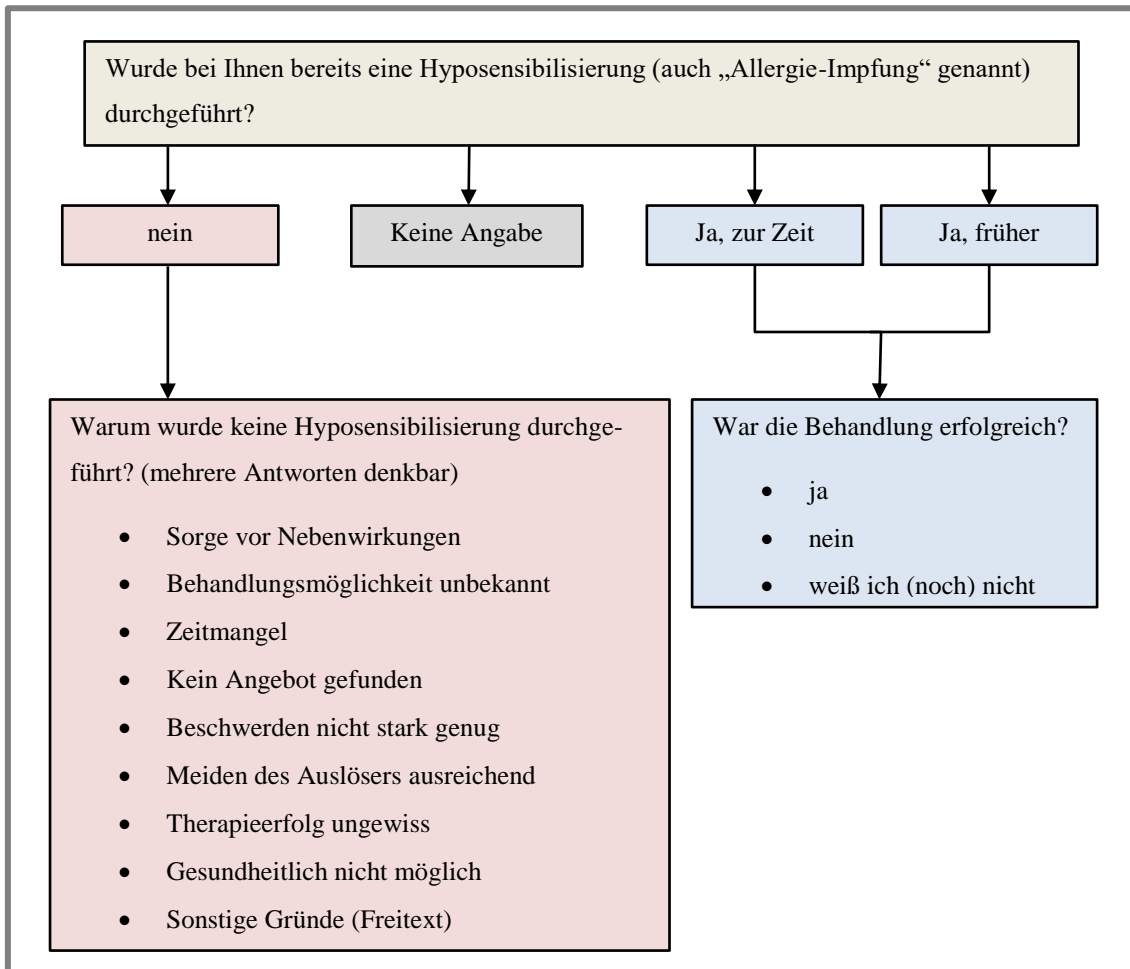 Wurde bei Ihnen bereits eine Hyposensibilisierung (auch „Allergie-Impfung“ genannt)
durchgeführt?
nein
Keine Angabe
Ja, zur Zeit
Ja, früher
Warum wurde keine Hyposensibilisierung durchge-
führt? (mehrere Antworten denkbar)
• Sorge vor Nebenwirkungen
• Behandlungsmöglichkeit unbekannt
• Zeitmangel
• Kein Angebot gefunden
• Beschwerden nicht stark genug
• Meiden des Auslösers ausreichend
• Therapieerfolg ungewiss
• Gesundheitlich nicht möglich
• Sonstige Gründe (Freitext)
War die Behandlung erfolgreich?
• ja
• nein
• weiß ich (noch) nicht